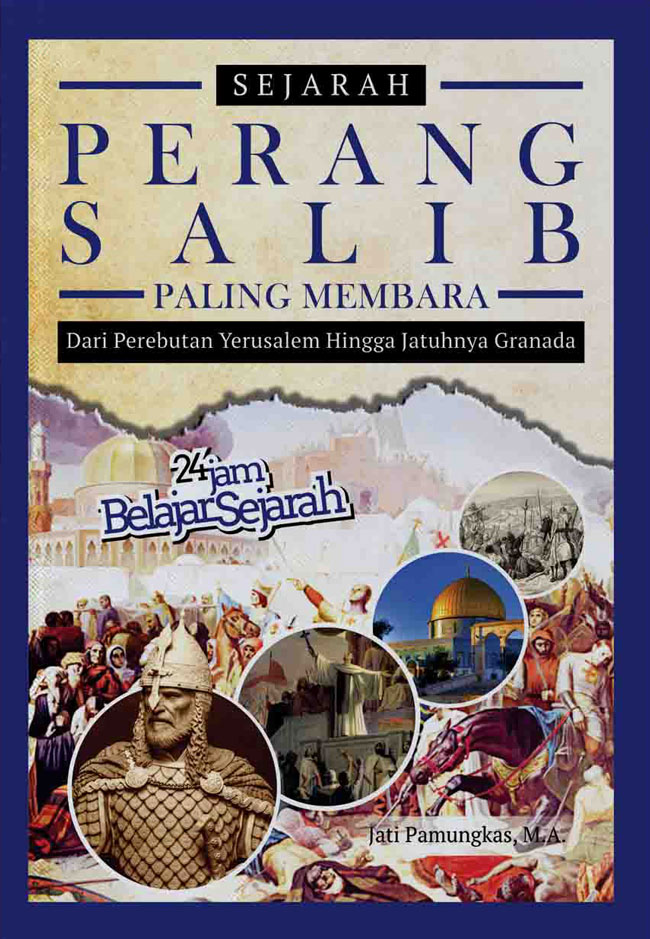 SEJARAH
PERANG
SALIB
PALING MEMBARA
Dari Perebutan Yerusalem Hingga Jatuhnya Granada
24 jam
Belajar Sejarah
Jati Pamungkas, M.A.